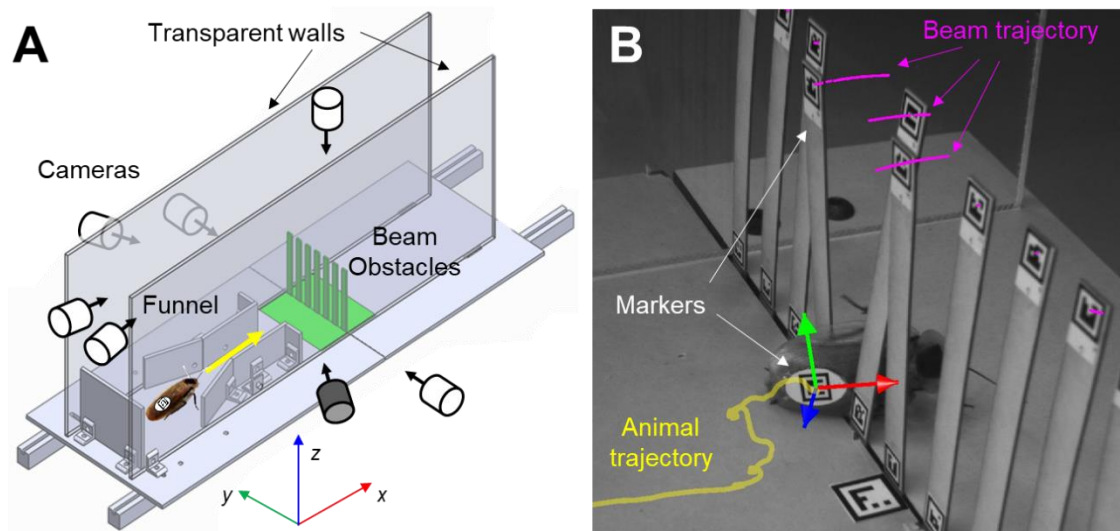 A
Transparent walls
Cameras
Funnel
Beam
Obstacles
z
y
x
B
Beam trajectory
Markers
Animal
trajectory